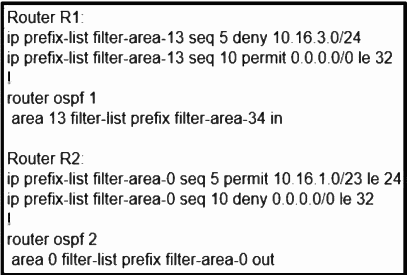 Router R1:
ip prefix-list filter-area-13 seq 5 deny 10.16.3.0/24
ip prefix-list filter-area-13 seq 10 permit 0.0.0.0/0 le 32
!
router ospf 1
area 13 filter-list prefix filter-area-34 in
Router R2:
ip prefix-list filter-area-0 seq 5 permit 10.16.1.0/23 le 24
ip prefix-list filter-area-0 seq 10 deny 0.0.0.0/0 le 32
!
router ospf 2
area 0 filter-list prefix filter-area-0 out